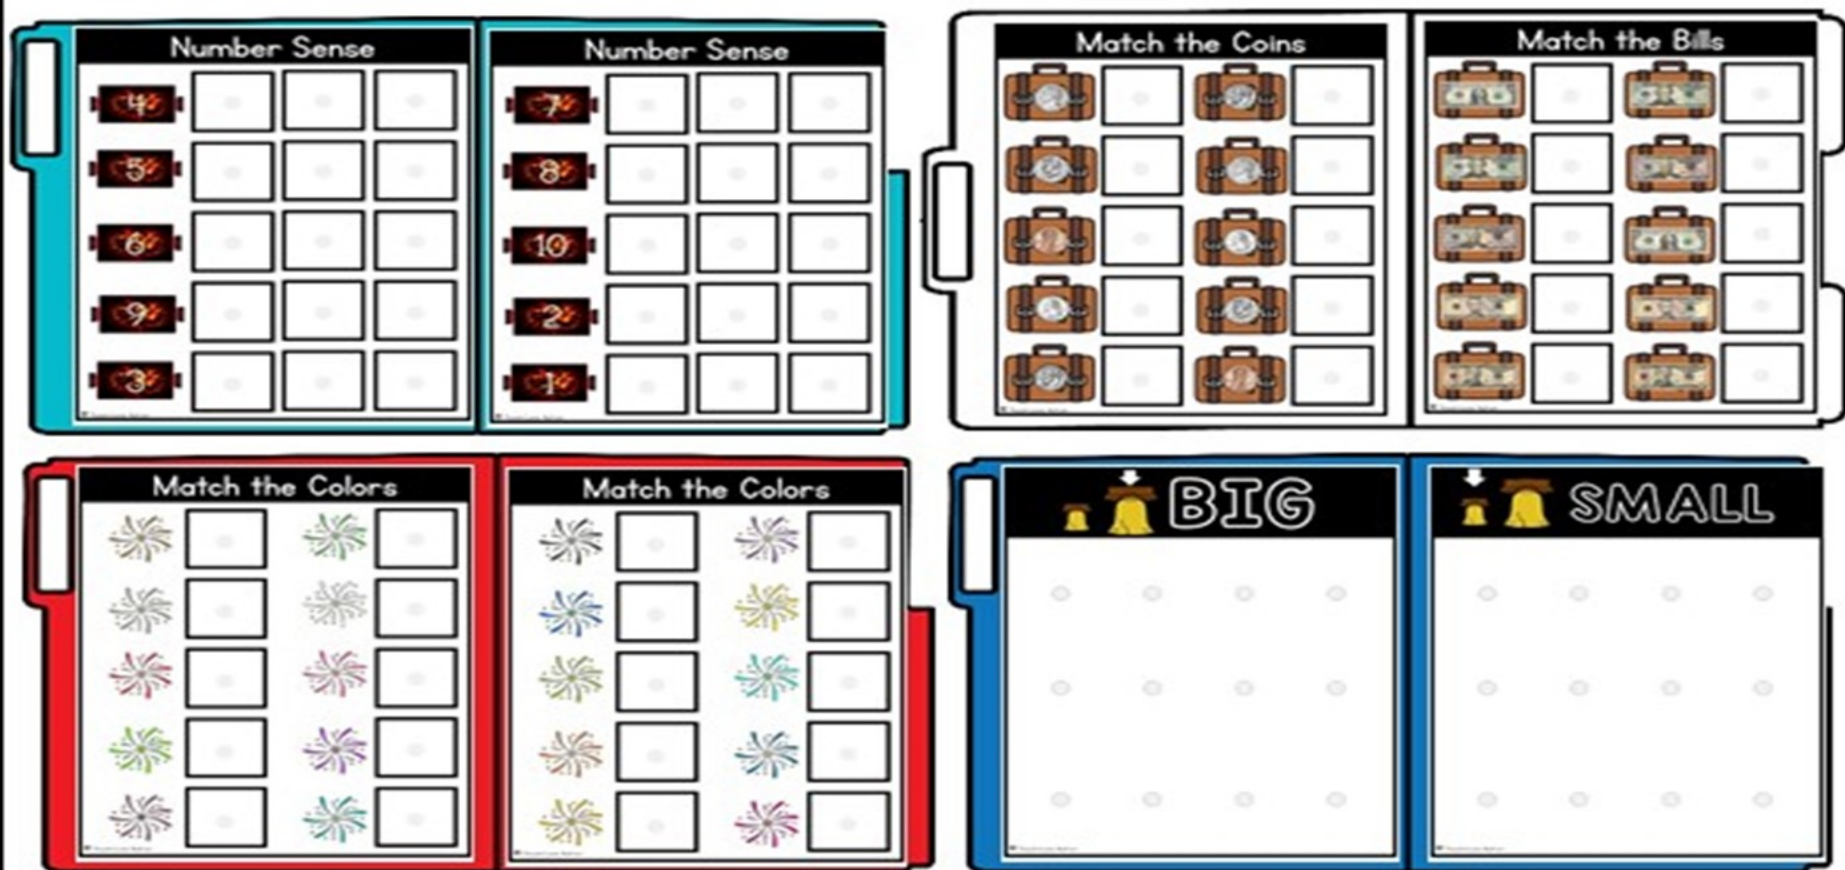 Number Sense
4
5
6
9
3
Number Sense
7
8
10
2
1
Match the Coins
Match the Bills
Match the Colors
Match the Colors
BIG
SMALL